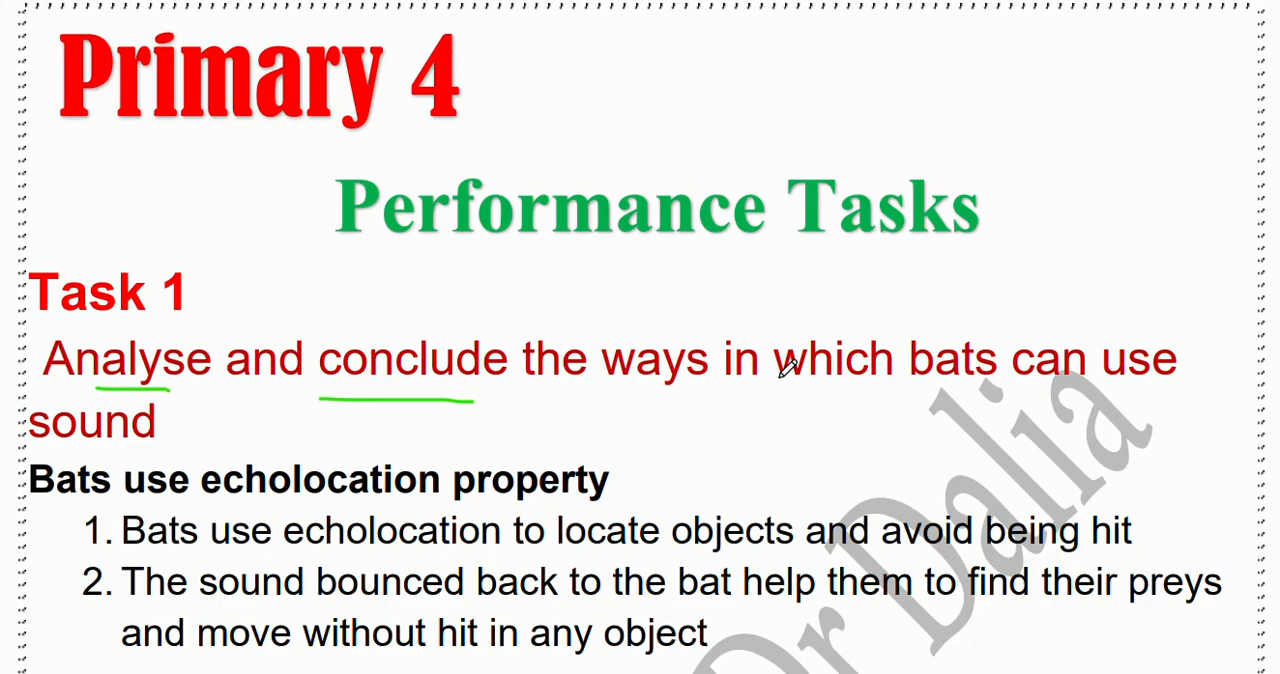 Primary 4
Performance Tasks
Task 1
Analyse and conclude the ways in which bats can use
sound
Bats use echolocation property
1. Bats use echolocation to locate objects and avoid being hit
2. The sound bounced back to the bat help them to find their preys
and move without hit in any object
Dr Dalia